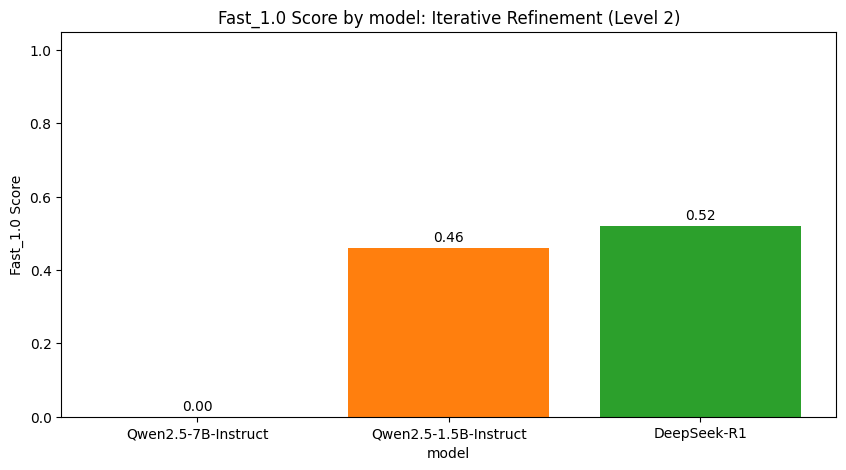 Fast_1.0 Score by model: Iterative Refinement (Level 2)
Fast_1.0 Score
1.0
0.8
0.6
0.4
0.2
0.0
0.00
0.46
0.52
Qwen2.5-7B-Instruct
Qwen2.5-1.5B-Instruct
DeepSeek-R1
model